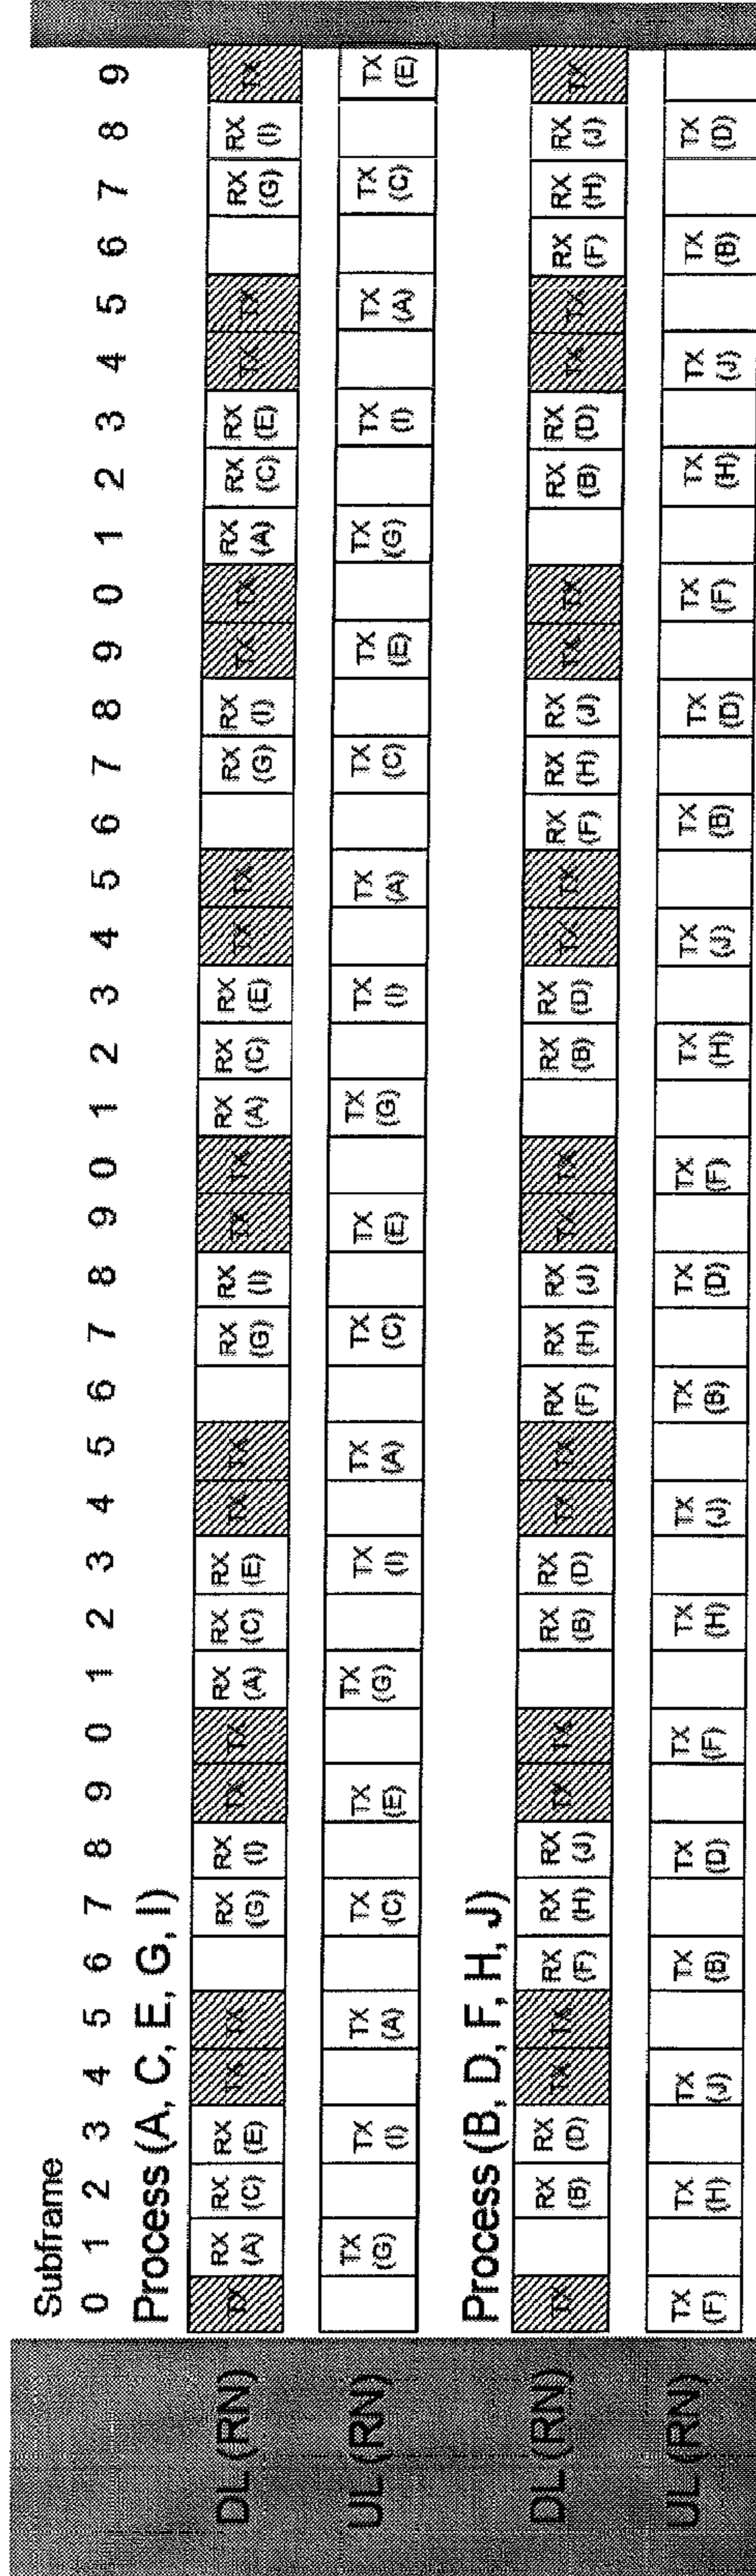 Subframe
0 1 2 3 4 5 6 7 8 9 0 1 2 3 4 5 6 7 8 9 0 1 2 3 4 5 6 7 8 9 0 1 2 3 4 5 6 7 8 9
Process (A, C, E, G, I)
DL (RN) TX RX (A) RX (C) RX (E) TX TX RX (G) RX (I) TX TX RX (A) RX (C) RX (E) TX TX RX (G) RX (I) TX TX RX (A) RX (C) RX (E) TX TX RX (G) RX (I) TX TX RX (A) RX (C) RX (E) TX TX RX (G) RX (I) TX
UL (RN) TX (G) TX (I) TX (A) TX (C) TX (E) TX (G) TX (I) TX (A) TX (C) TX (E) TX (G) TX (I) TX (A) TX (C) TX (E) TX (G) TX (I) TX (A) TX (C) TX (E)
Process (B, D, F, H, J)
DL (RN) TX RX (B) RX (D) TX TX RX (F) RX (H) RX (J) TX TX RX (B) RX (D) TX TX RX (F) RX (H) RX (J) TX TX RX (B) RX (D) TX TX RX (F) RX (H) RX (J) TX TX RX (B) RX (D) TX TX RX (F) RX (H) RX (J) TX
UL (RN) TX (F) TX (H) TX (J) TX (B) TX (D) TX (F) TX (H) TX (J) TX (B) TX (D) TX (F) TX (H) TX (J) TX (B) TX (D) TX (F) TX (H) TX (J) TX (B) TX (D)